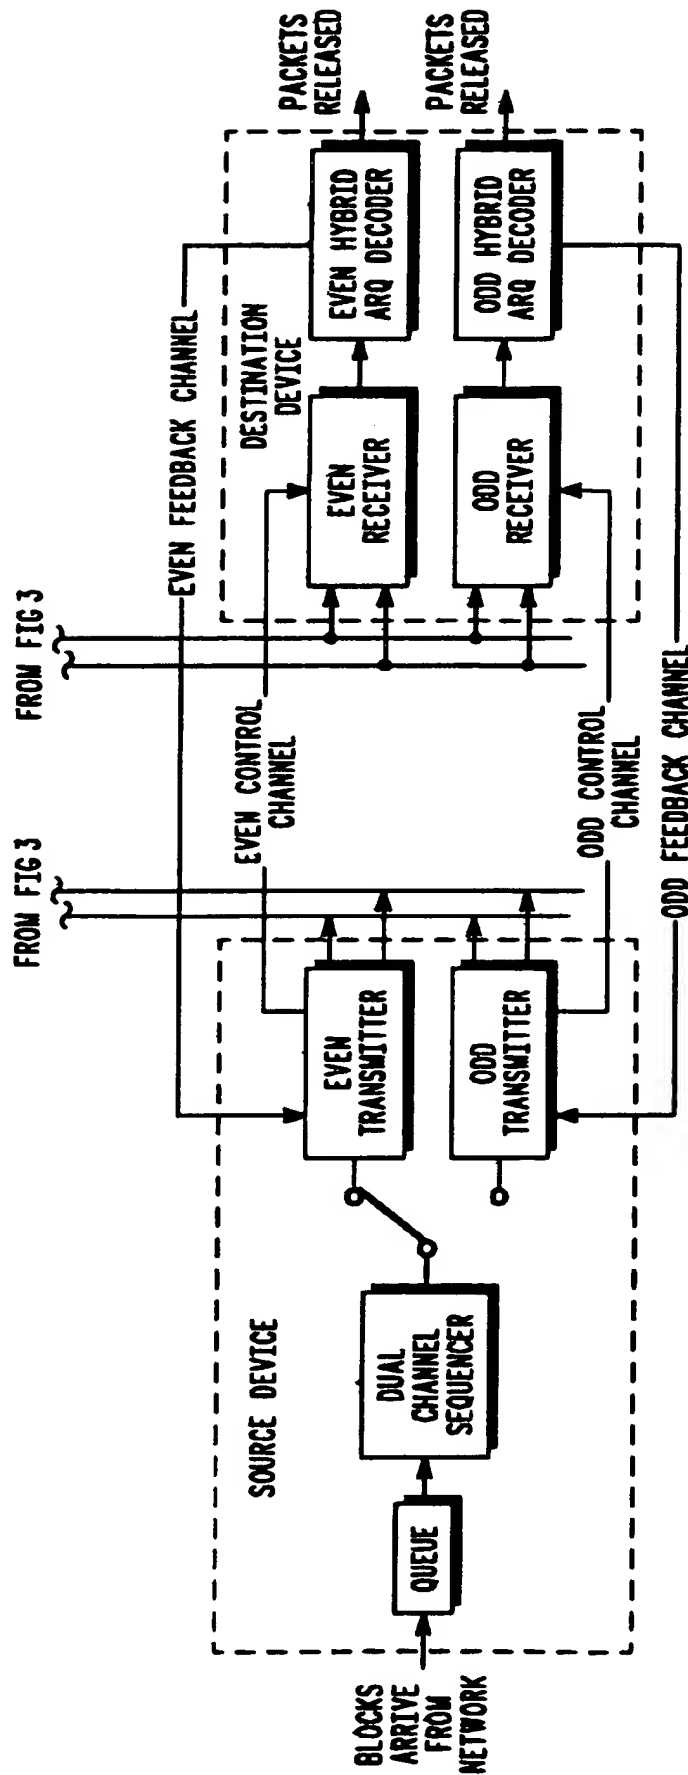 FROM FIG 3
FROM FIG 3
EVEN FEEDBACK CHANNEL
SOURCE DEVICE
BLOCKS
ARRIVE
FROM
NETWORK
QUEUE
DUAL
CHANNEL
SEQUENCER
EVEN
TRANSMITTER
ODD
TRANSMITTER
EVEN CONTROL
CHANNEL
ODD CONTROL
CHANNEL
DESTINATION
DEVICE
EVEN
RECEIVER
ODD
RECEIVER
EVEN HYBRID
ARQ DECODER
ODD HYBRID
ARQ DECODER
PACKETS
RELEASED
PACKETS
RELEASED
ODD FEEDBACK CHANNEL